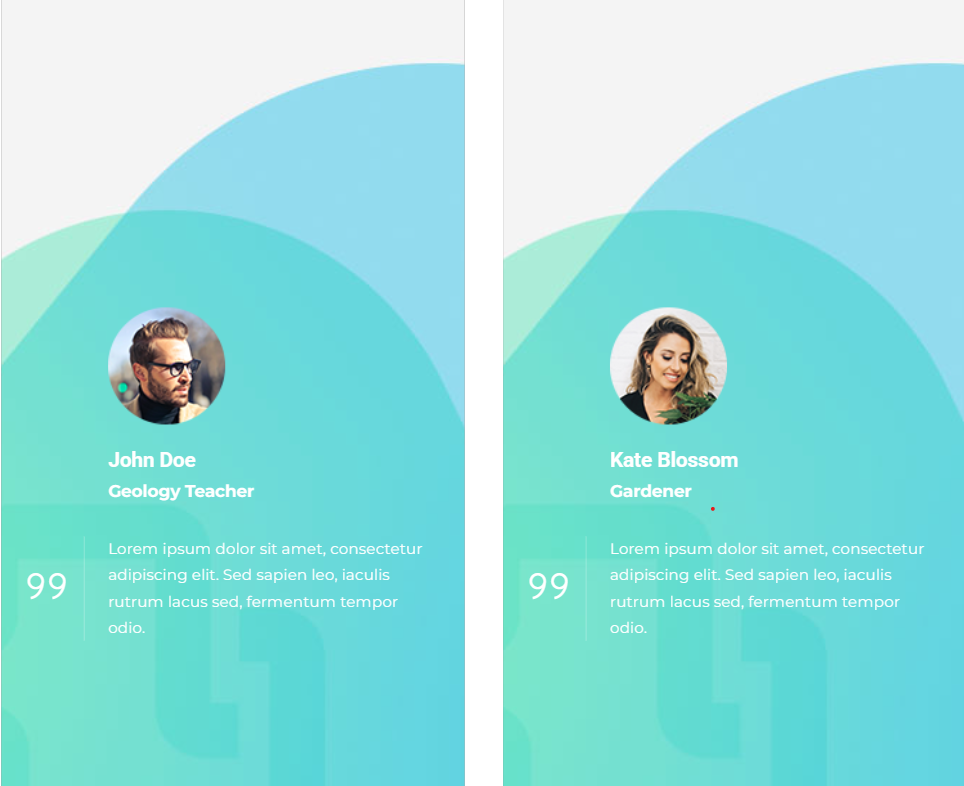 John Doe
Geology Teacher
Lorem ipsum dolor sit amet, consectetur
adipiscing elit. Sed sapien leo, iaculis
rutrum lacus sed, fermentum tempor
odio.
99
Kate Blossom
Gardener
Lorem ipsum dolor sit amet, consectetur
adipiscing elit. Sed sapien leo, iaculis
rutrum lacus sed, fermentum tempor
odio.
99